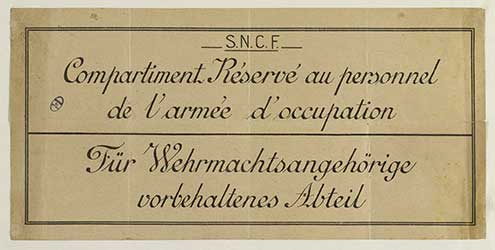 S.N.C.F.
Compartiment Réservé au personnel
de l'armée d'occupation
Für Wehrmachtsangehörige
vorbehaltenes Abteil